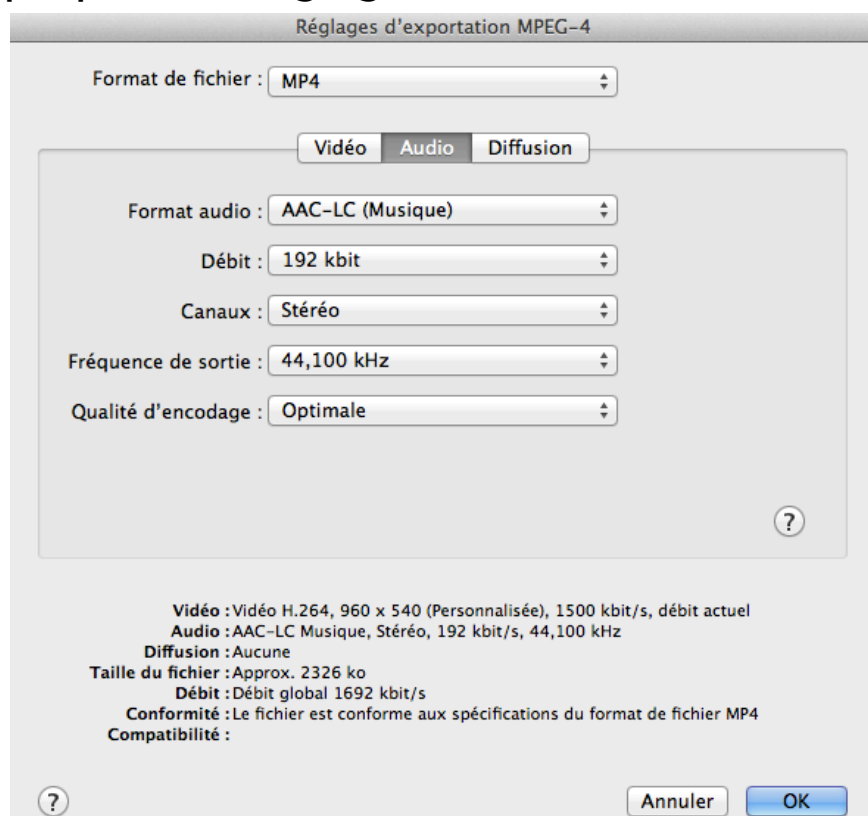 Réglages d'exportation MPEG-4
Format de fichier : MP4
Vidéo Audio Diffusion
Format audio : AAC-LC (Musique)
Débit : 192 kbit
Canaux : Stéréo
Fréquence de sortie : 44,100 kHz
Qualité d'encodage : Optimale
?
Vidéo : Vidéo H.264, 960 x 540 (Personnalisée), 1500 kbit/s, débit actuel
Audio : AAC-LC Musique, Stéréo, 192 kbit/s, 44,100 kHz
Diffusion : Aucune
Taille du fichier : Approx. 2326 ko
Débit : Débit global 1692 kbit/s
Conformité : Le fichier est conforme aux spécifications du format de fichier MP4
Compatibilité :
? Annuler OK